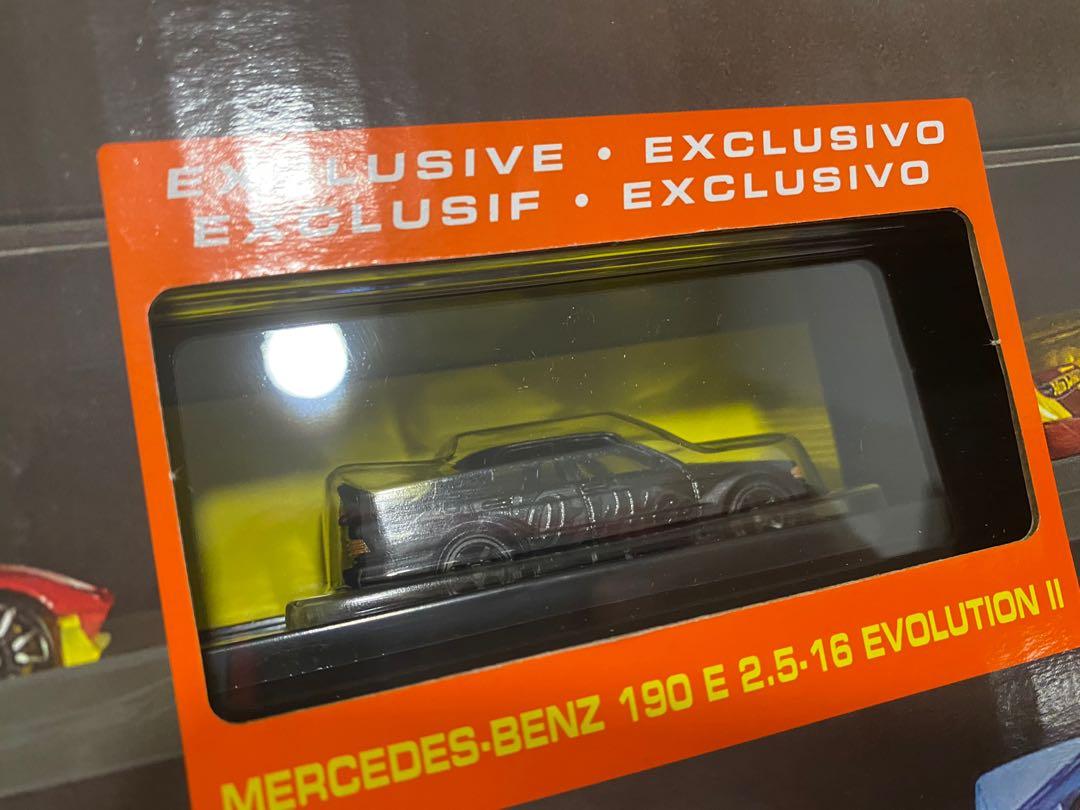 EXCLUSIVE • EXCLUSIVO
EXCLUSIF • EXCLUSIVO
MERCEDES-BENZ 190 E 2.5-16 EVOLUTION II